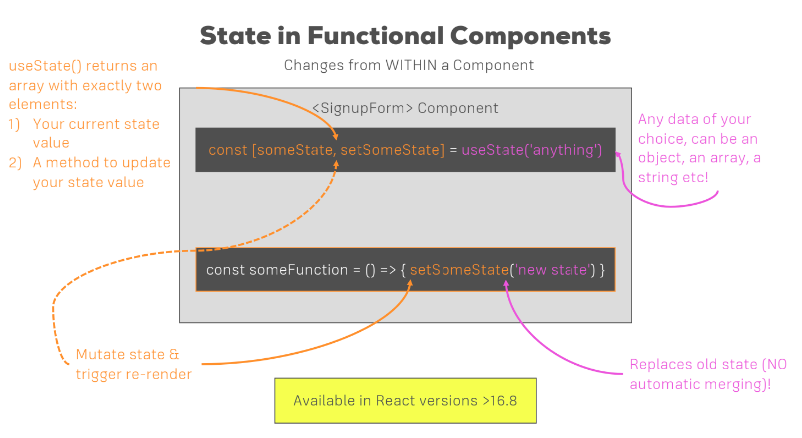 State in Functional Components
Changes from WITHIN a Component
useState() returns an
array with exactly two
elements:
1) Your current state
value
2) A method to update
your state value
<SignupForm> Component
const [someState, setSomeState] = useState('anything')
Any data of your
choice, can be an
object, an array, a
string etc!
const someFunction = () => { setSomeState('new state') }
Mutate state &
trigger re-render
Replaces old state (NO
automatic merging)!
Available in React versions >16.8